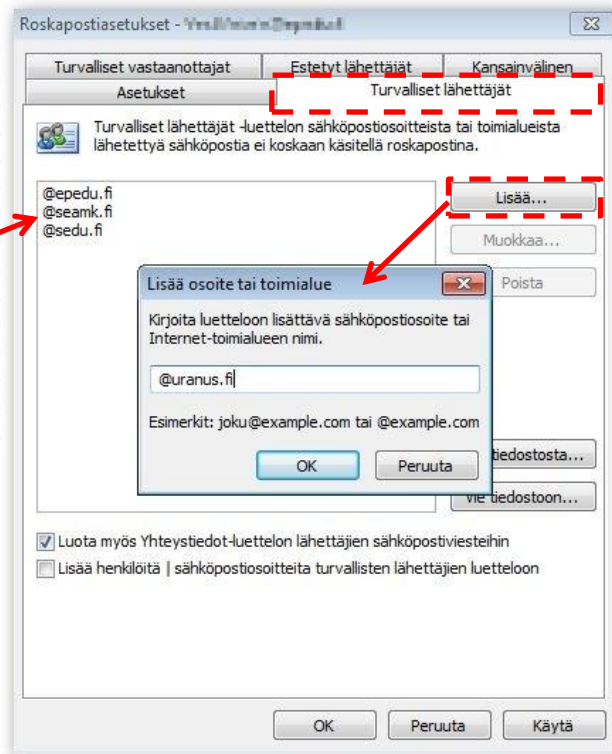 Roskapostiasetukset -
Turvalliset vastaanottajat Estetyt lähettäjät Kansainvälinen
Asetukset Turvalliset lähettäjät
Turvalliset lähettäjät -luettelon sähköpostiosoitteista tai toimialueista
lähetettyä sähköpostia ei koskaan käsitellä roskapostina.
@epedu.fi
@seamk.fi
@sedu.fi
Lisää...
Muokkaa...
Poista
Lisää osoite tai toimialue
Kirjoita luetteloon lisättävä sähköpostiosoite tai
Internet-toimialueen nimi.
@uranus.fi
Esimerkit: joku@example.com tai @example.com
OK Peruuta
tiedostosta...
Vie tiedostoon...
Luota myös Yhteystiedot-luettelon lähettäjien sähköpostiviesteihin
Lisää henkilöitä | sähköpostiosoitteita turvallisten lähettäjien luetteloon
OK Peruuta Käytä